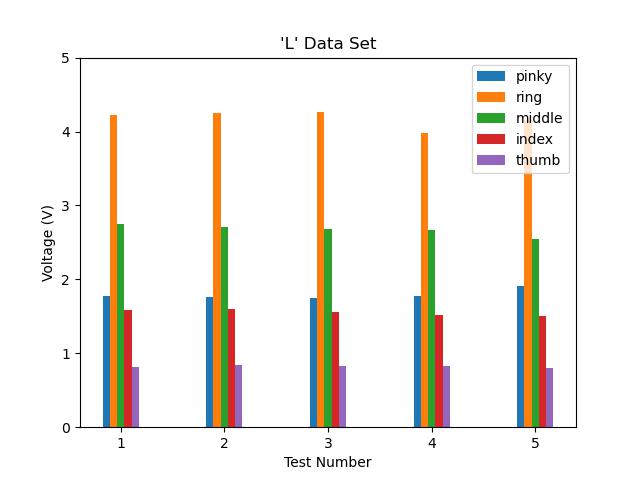 'L' Data Set
5
4
3
2
1
0
Voltage (V)
pinky
ring
middle
index
thumb
1 2 3 4 5
Test Number